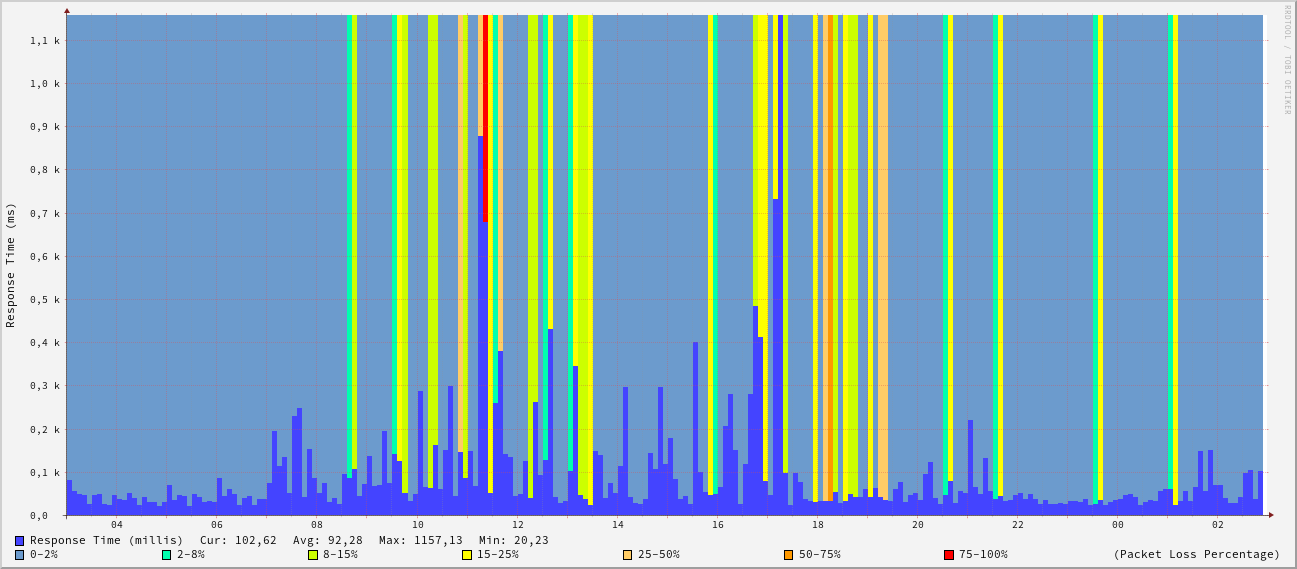 RRDTOOL / TOBI OETIKER
Response Time (ms)
1,1 k
1,0 k
0,9 k
0,8 k
0,7 k
0,6 k
0,5 k
0,4 k
0,3 k
0,2 k
0,1 k
0,0
04 06 08 10 12 14 16 18 20 22 00 02
Response Time (millis) Cur: 102,62 Avg: 92,28 Max: 1157,13 Min: 20,23
0-2% 2-8% 8-15% 15-25% 25-50% 50-75% 75-100% (Packet Loss Percentage)